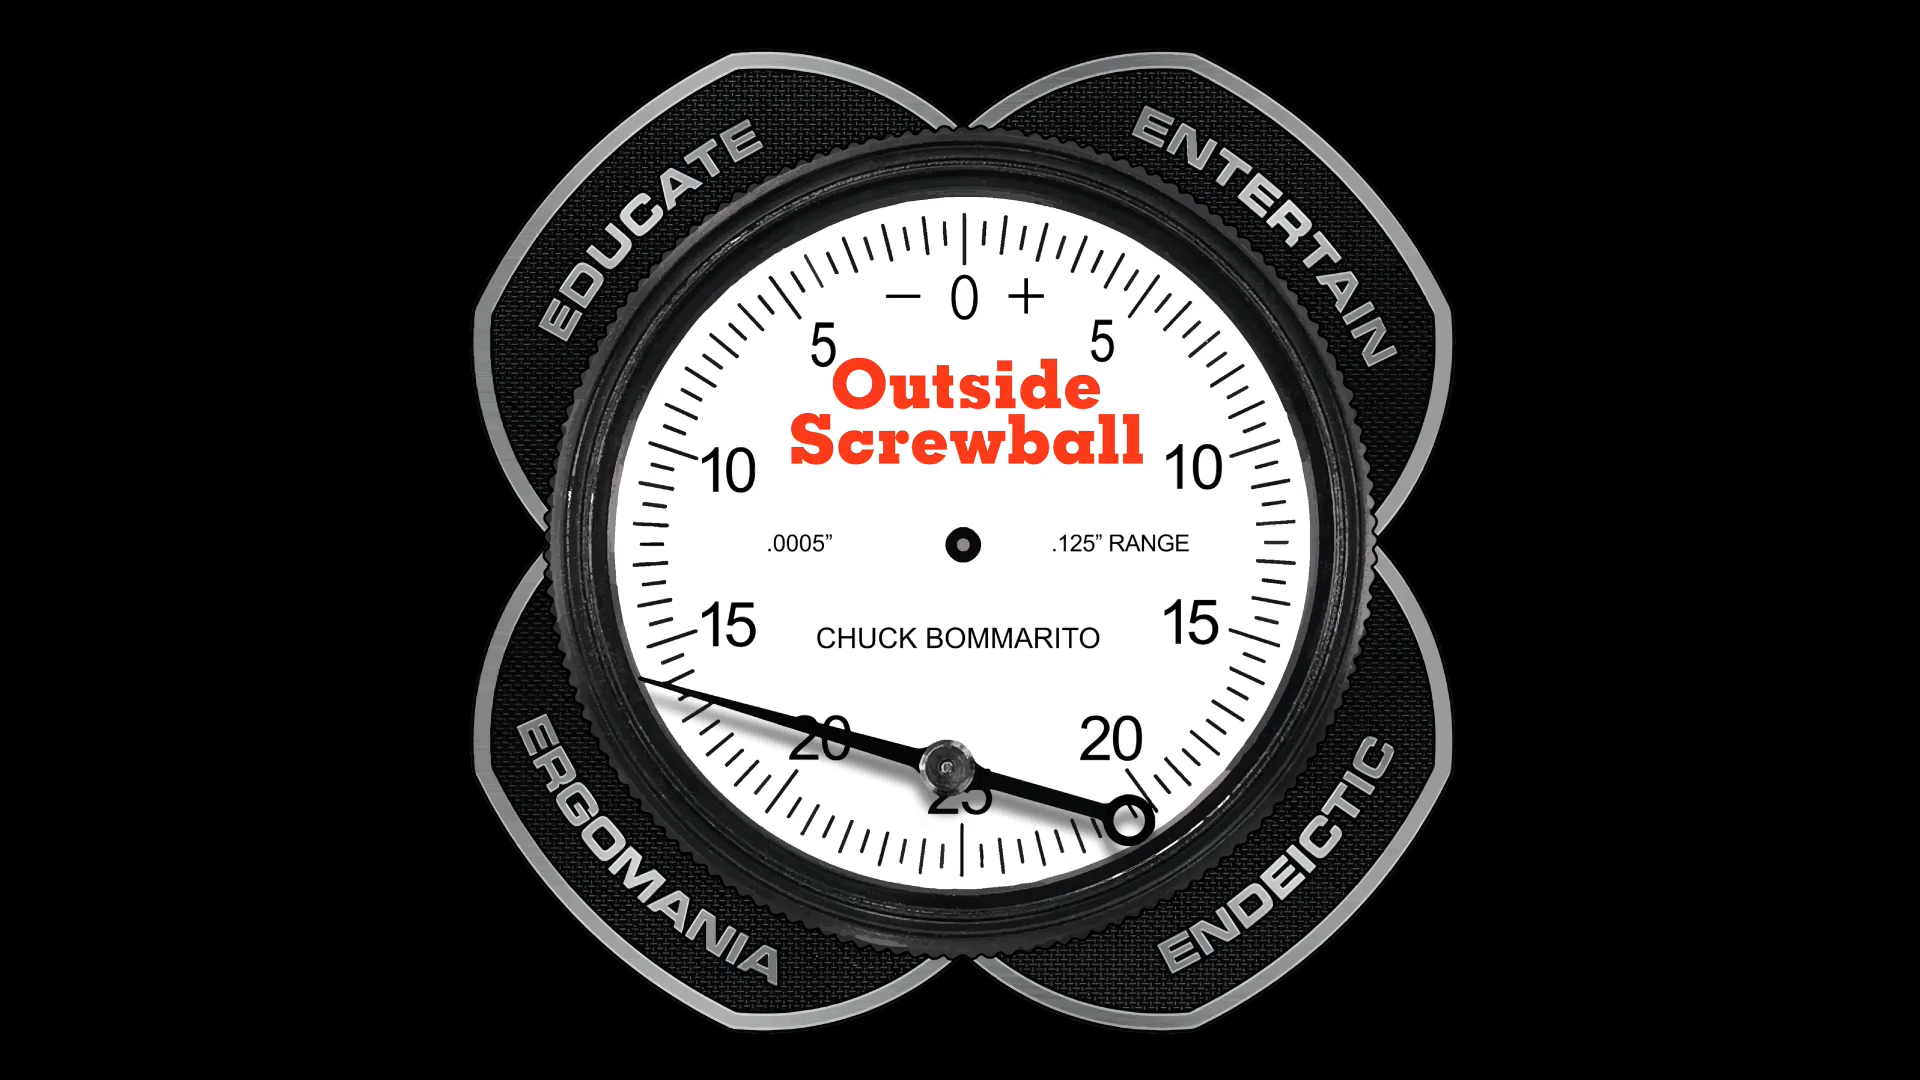 EDUCATE
ENTERTAIN
– 0 +
5 5
Outside
Screwball
10 10
.0005” .125” RANGE
15 15
CHUCK BOMMARITO
20 20
25
ERGOMANIA
ENDEICTIC